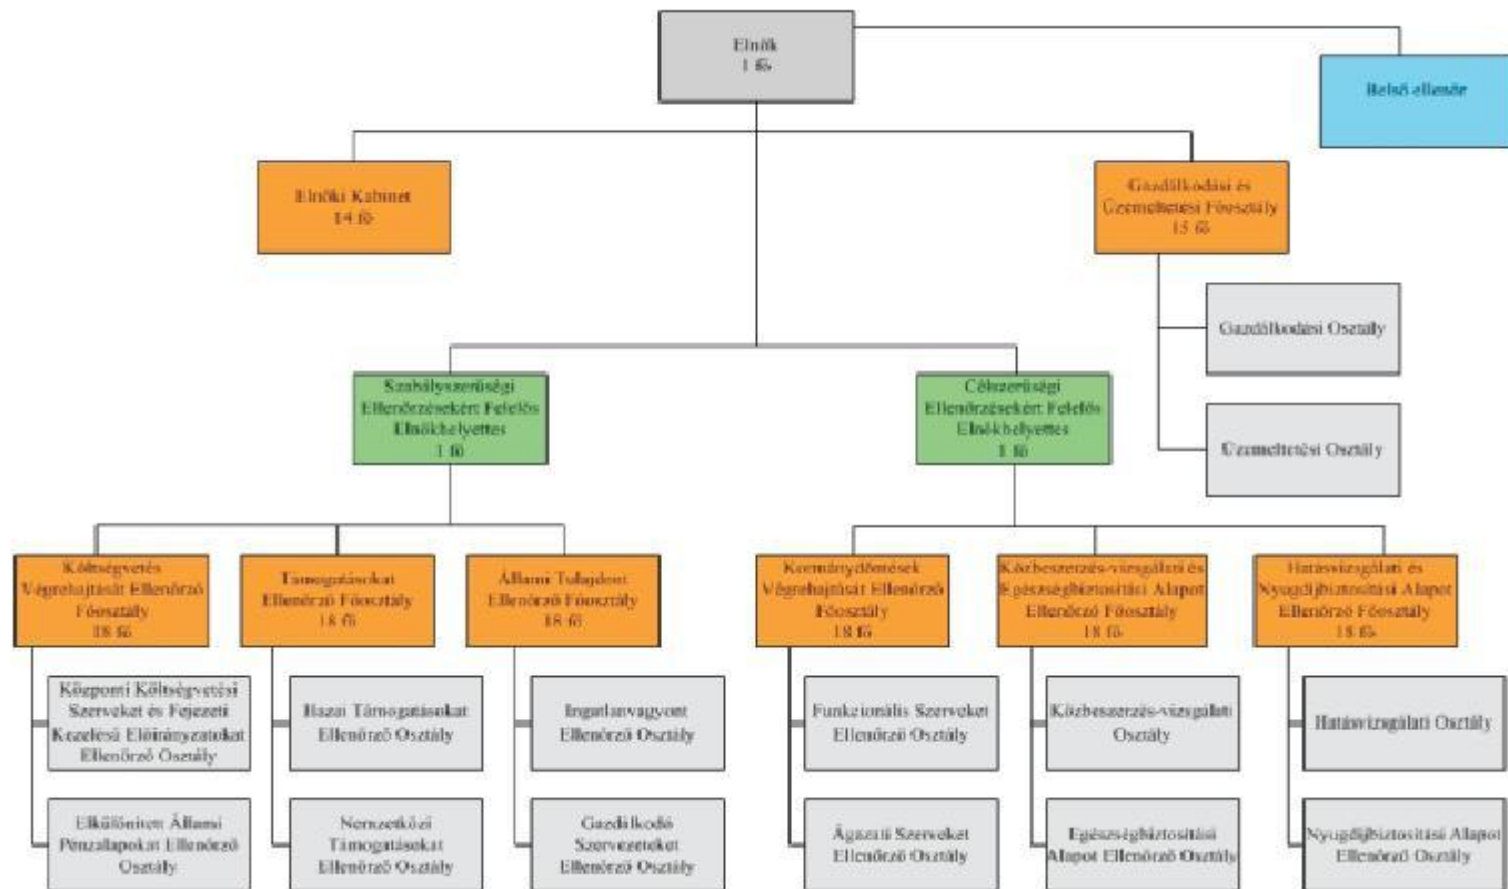 Elnök
1 fő
Belső ellenőr
Elnöki Kabinet
14 fő
Gazdálkodási és
Üzemeltetési Főosztály
15 fő
Gazdálkodási Osztály
Üzemeltetési Osztály
Szabályszerűségi
Ellenőrzésekért Felelős
Elnökhelyettes
1 fő
Célszerűségi
Ellenőrzésekért Felelős
Elnökhelyettes
1 fő
Költségvetés
Végrehajtását Ellenőrző
Főosztály
18 fő
Támogatásokat
Ellenőrző Főosztály
18 fő
Állami Tulajdont
Ellenőrző Főosztály
18 fő
Kormánydöntések
Végrehajtását Ellenőrző
Főosztály
18 fő
Közbeszerzés-vizsgálati és
Egészségbiztosítási Alapot
Ellenőrző Főosztály
18 fő
Hatásvizsgálati és
Nyugdíjbiztosítási Alapot
Ellenőrző Főosztály
18 fő
Központi Költségvetési
Szerveket és Fejezeti
Kezelésű Előirányzatokat
Ellenőrző Osztály
Hazai Támogatásokat
Ellenőrző Osztály
Ingatlanvagyont
Ellenőrző Osztály
Funkcionális Szerveket
Ellenőrző Osztály
Közbeszerzés-vizsgálati
Osztály
Hatásvizsgálati Osztály
Elkülönített Állami
Pénzalapokat Ellenőrző
Osztály
Nemzetközi
Támogatásokat
Ellenőrző Osztály
Gazdálkodó
Szervezeteket
Ellenőrző Osztály
Ágazati Szerveket
Ellenőrző Osztály
Egészségbiztosítási
Alapot Ellenőrző Osztály
Nyugdíjbiztosítási Alapot
Ellenőrző Osztály